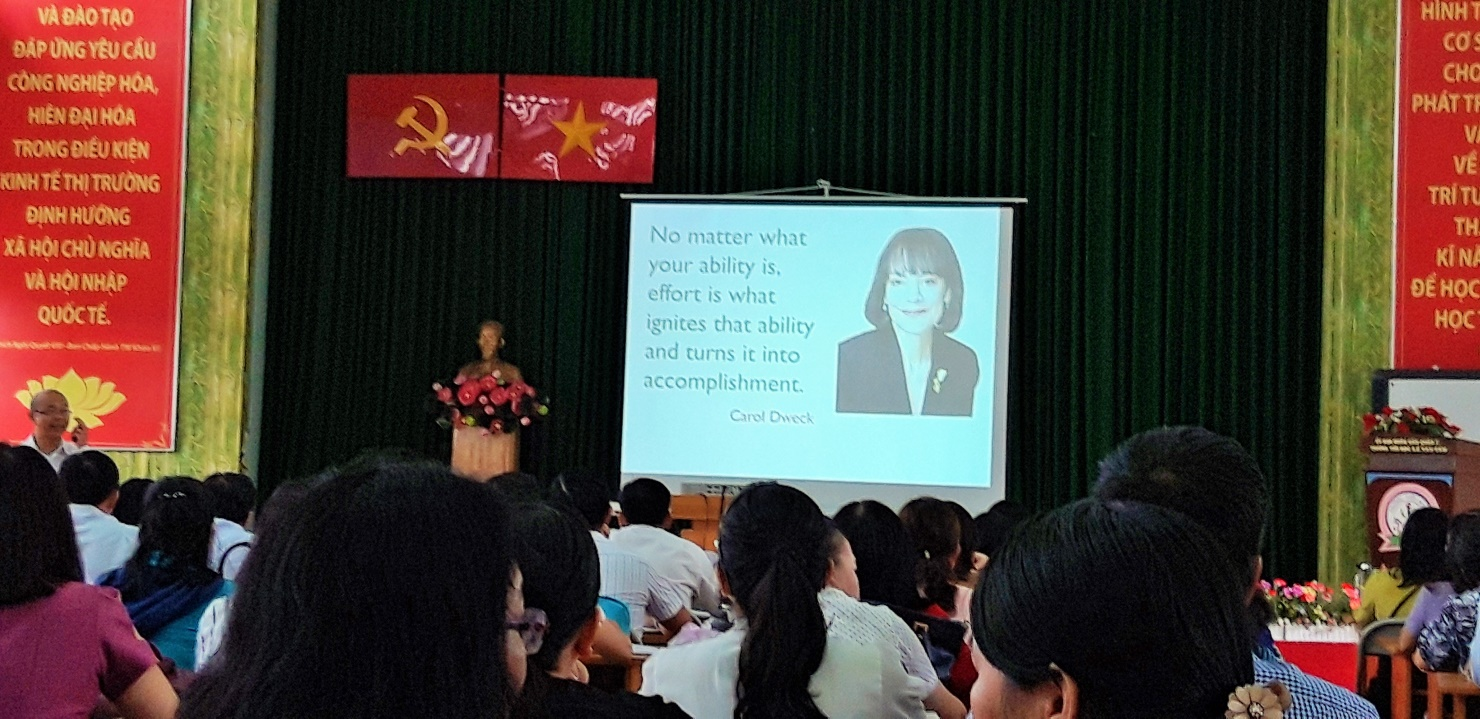 VÀ ĐÀO TẠO
ĐÁP ỨNG YÊU CẦU
CÔNG NGHIỆP HÓA,
HIỆN ĐẠI HÓA
TRONG ĐIỀU KIỆN
KINH TẾ THỊ TRƯỜNG
ĐỊNH HƯỚNG
XÃ HỘI CHỦ NGHĨA
VÀ HỘI NHẬP
QUỐC TẾ.
No matter what
your ability is,
effort is what
ignites that ability
and turns it into
accomplishment.
Carol Dweck
HÌNH T
CƠ S
CHO
PHÁT TR
VỀ
TRÍ TU
KĨ NĂ
ĐỂ HỌC
HỌC